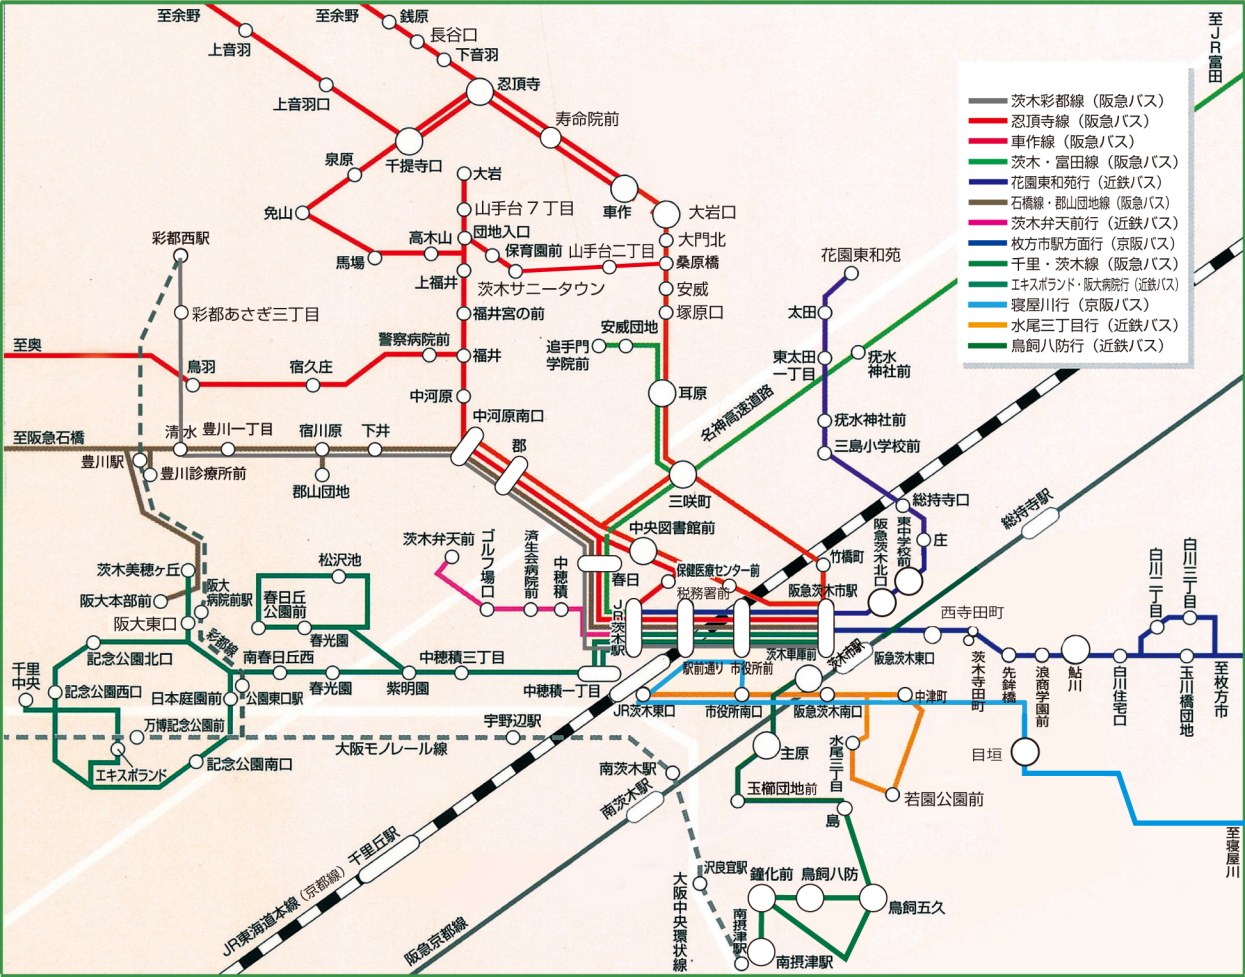 至余野
至余野
銭原
長谷口
下音羽
上音羽
上音羽口
忍頂寺
寿命院前
千提寺口
泉原
免山
馬場
高木山
大岩
山手台７丁目
団地入口
保育園前
山手台二丁目
茨木サニータウン
上福井
車作
大岩口
大門北
桑原橋
安威
塚原口
福井宮の前
警察病院前
福井
中河原
中河原南口
郡
彩都西駅
彩都あさぎ三丁目
至奥
鳥羽
宿久庄
至阪急石橋
清水
豊川一丁目
宿川原
下井
豊川駅
豊川診療所前
郡山団地
安威団地
追手門
学院前
耳原
三咲町
名神高速道路
花園東和苑
太田
東太田
一丁目
疣水
神社前
疣水神社前
三島小学校前
総持寺口
東中学校前
阪急茨木北口
庄
総持寺駅
至JR富田
茨木彩都線（阪急バス）
忍頂寺線（阪急バス）
車作線（阪急バス）
茨木・富田線（阪急バス）
花園東和苑行（近鉄バス）
石橋線・郡山団地線（阪急バス）
茨木弁天前行（近鉄バス）
枚方市駅方面行（京阪バス）
千里・茨木線（阪急バス）
エキスポランド・阪大病院行（近鉄バス）
寝屋川行（京阪バス）
水尾三丁目行（近鉄バス）
鳥飼八防行（近鉄バス）
中央図書館前
保健医療センター前
税務署前
竹橋町
阪急茨木市駅
春日
JR茨木駅
茨木弁天前
ゴルフ場口
済生会病院前
中穂積
茨木美穂ヶ丘
阪大
病院前駅
阪大本部前
阪大東口
彩都線
松沢池
春日丘
公園前
春光園
記念公園北口
千里
中央
記念公園西口
南春日丘西
春光園
紫明園
中穂積三丁目
中穂積一丁目
日本庭園前
公園東口駅
万博記念公園前
エキスポランド
記念公園南口
大阪モノレール線
宇野辺駅
駅前通り
市役所前
茨木車庫前
茨木市駅
阪急茨木東口
西寺田町
茨木寺田町
先鉾橋
浪商学園前
鮎川
白川住宅口
白川二丁目
白川三丁目
玉川橋団地
至枚方市
JR茨木東口
市役所南口
阪急茨木南口
中津町
水尾三丁目
若園公園前
目垣
至寝屋川
主原
玉櫛団地前
島
南茨木駅
南茨木駅
沢良宜駅
大阪中央環状線
南摂津駅
鐘化前
鳥飼八防
鳥飼五久
南摂津駅
千里丘駅
JR東海道本線（京都線）
阪急京都線